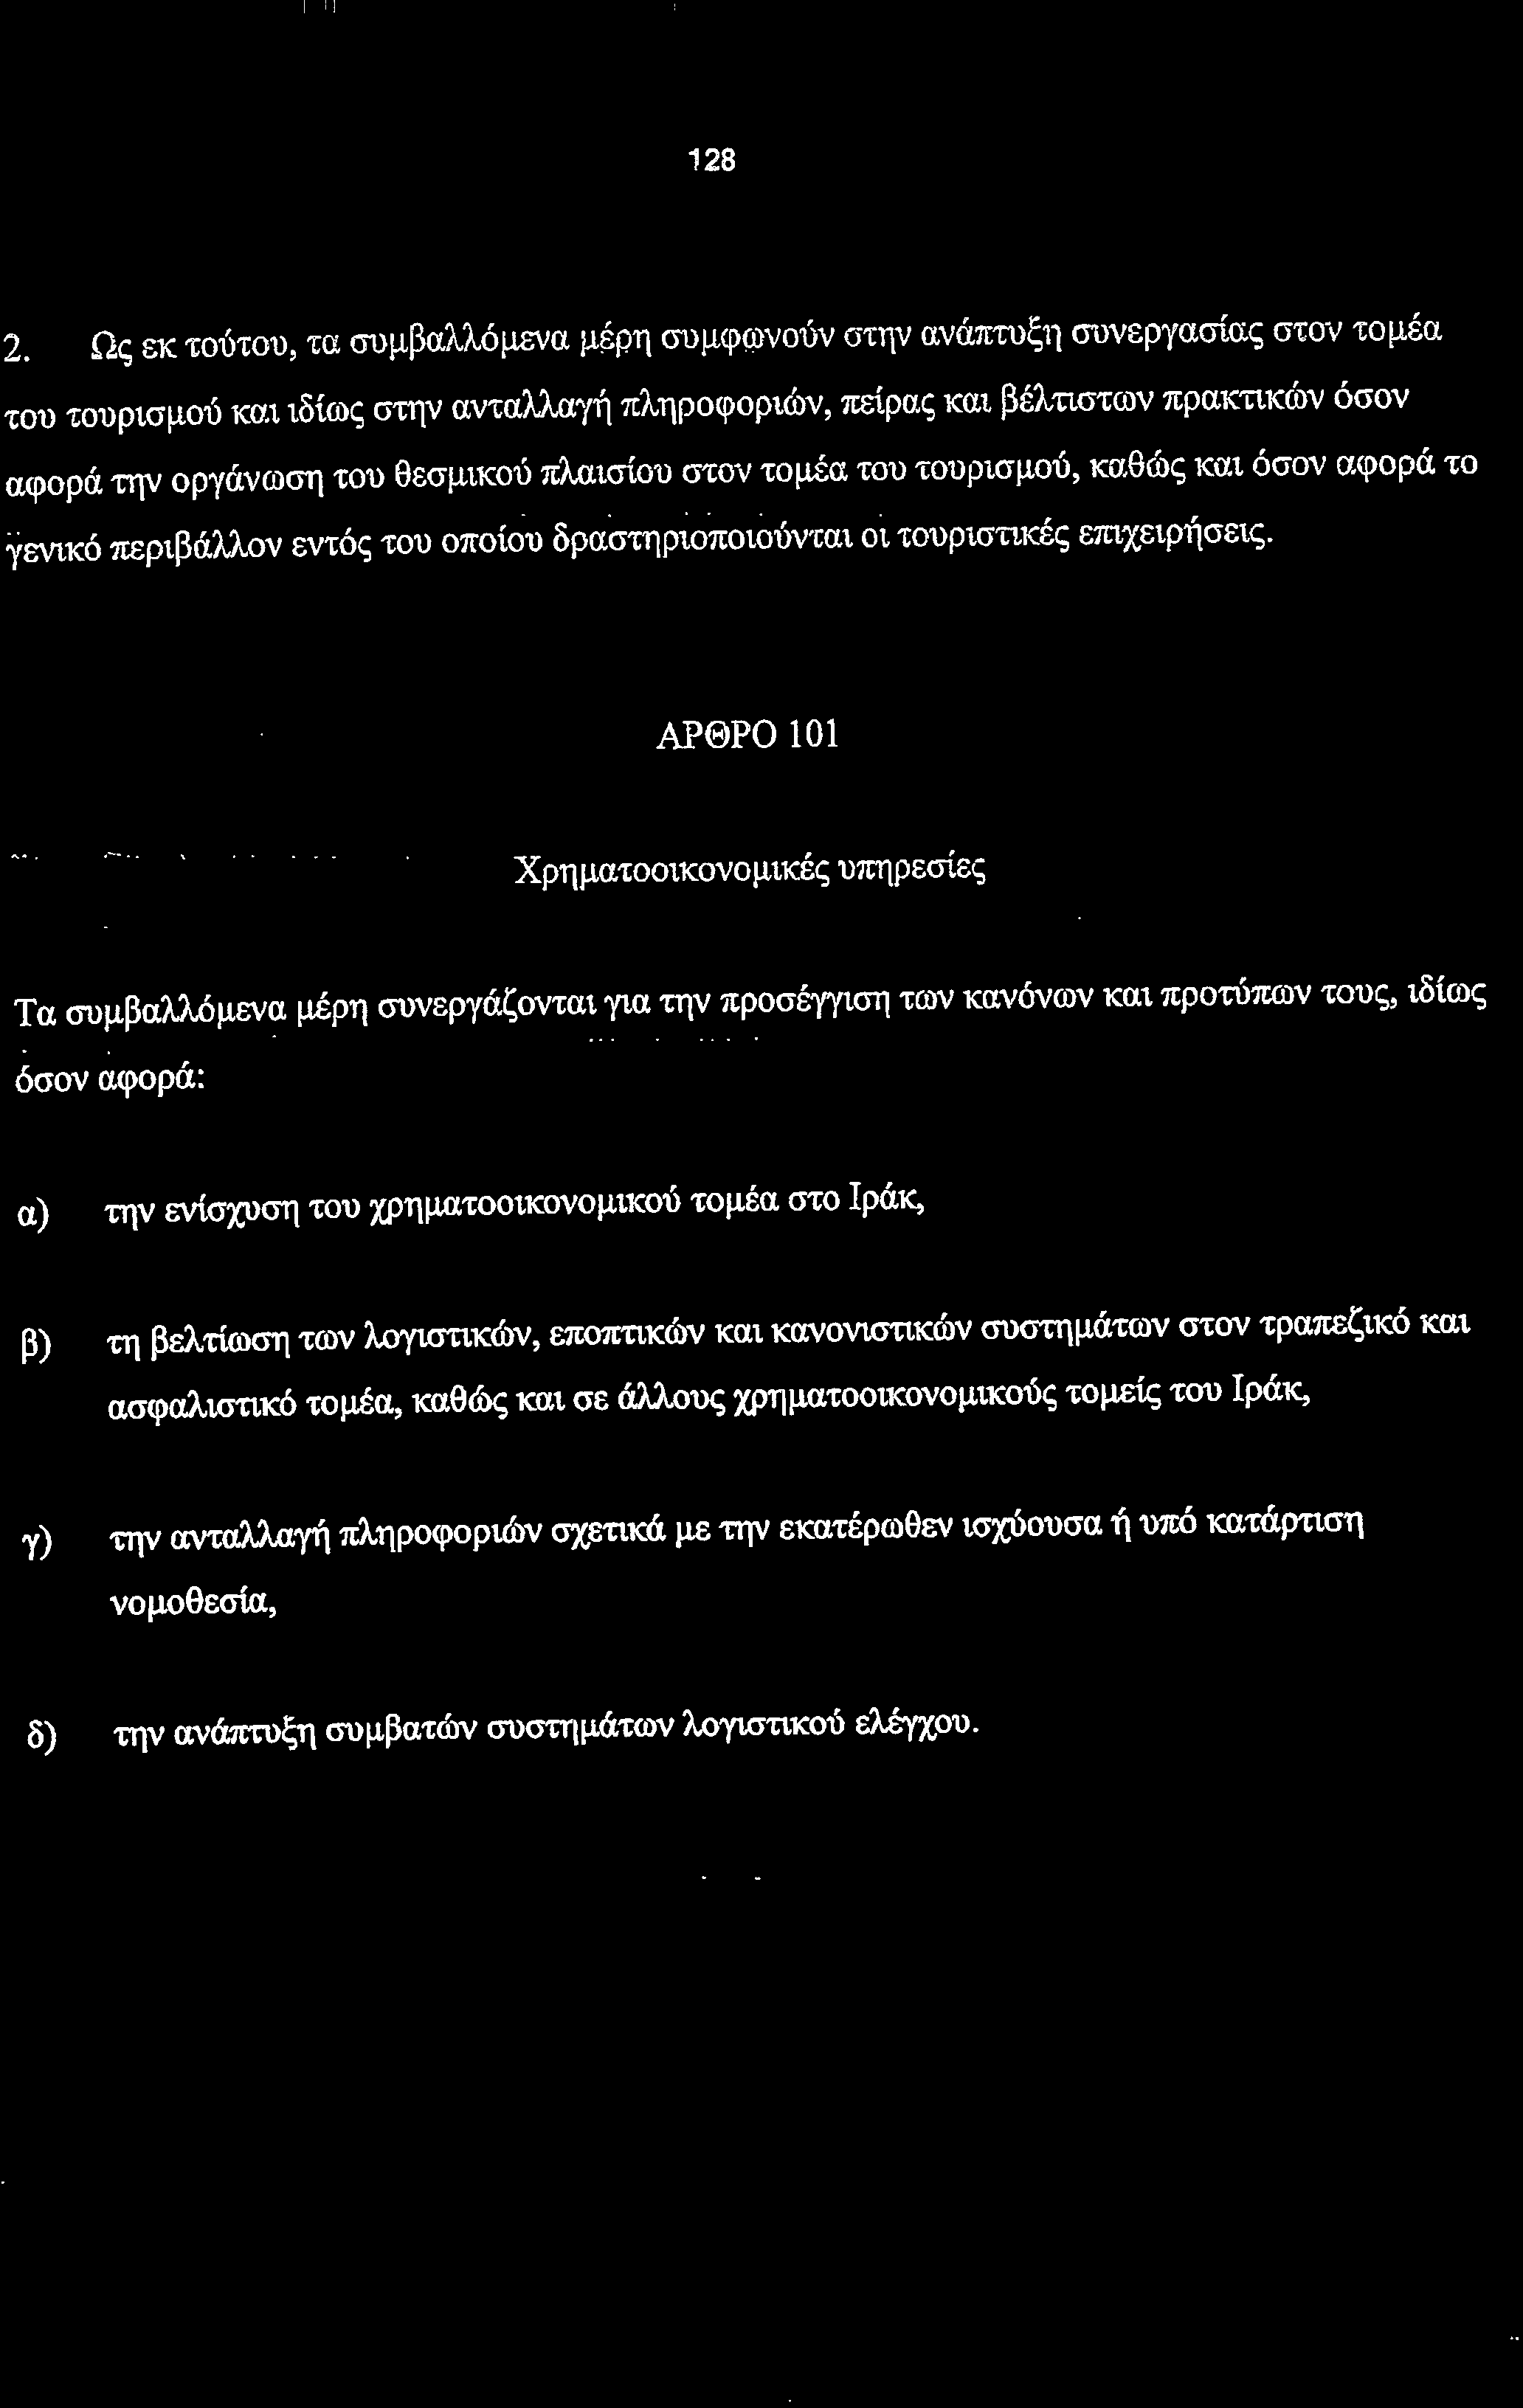 128
2. Ως εκ τούτου, τα συμβαλλόμενα μέρη συμφωνούν στην ανάπτυξη συνεργασίας στον τομέα
του τουρισμού και ιδίως στην ανταλλαγή πληροφοριών, πείρας και βέλτιστων πρακτικών όσον
αφορά την οργάνωση του θεσμικού πλαισίου στον τομέα του τουρισμού, καθώς και όσον αφορά το
γενικό περιβάλλον εντός του οποίου δραστηριοποιούνται οι τουριστικές επιχειρήσεις.
ΑΡΘΡΟ 101
Χρηματοοικονομικές υπηρεσίες
Τα συμβαλλόμενα μέρη συνεργάζονται για την προσέγγιση των κανόνων και προτύπων τους, ιδίως
όσον αφορά:
α) την ενίσχυση του χρηματοοικονομικού τομέα στο Ιράκ,
β) τη βελτίωση των λογιστικών, εποπτικών και κανονιστικών συστημάτων στον τραπεζικό και
ασφαλιστικό τομέα, καθώς και σε άλλους χρηματοοικονομικούς τομείς του Ιράκ,
γ) την ανταλλαγή πληροφοριών σχετικά με την εκατέρωθεν ισχύουσα ή υπό κατάρτιση
νομοθεσία,
δ) την ανάπτυξη συμβατών συστημάτων λογιστικού ελέγχου.